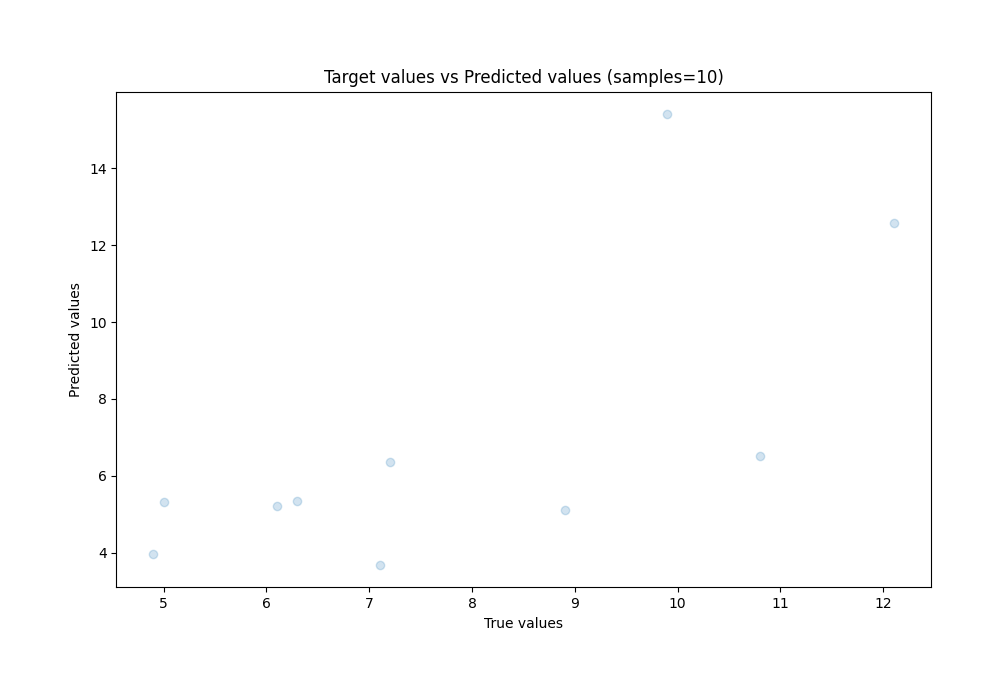 Target values vs Predicted values (samples=10)
14
12
10
8
6
4
Predicted values
5 6 7 8 9 10 11 12
True values